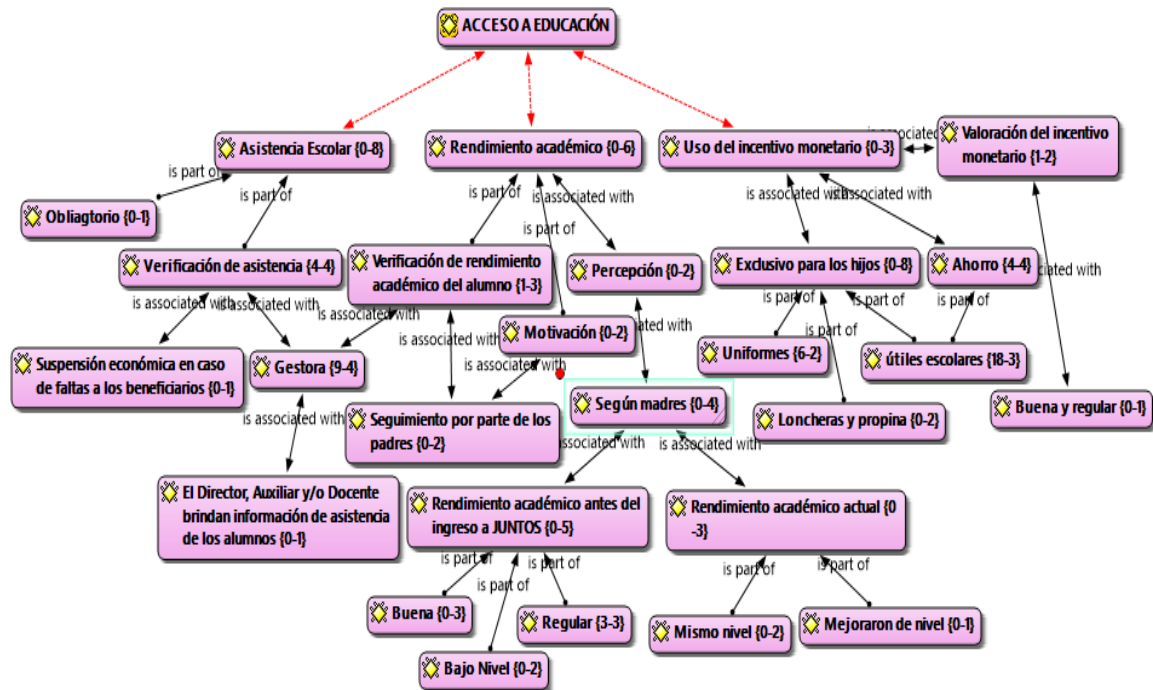 ACCESO A EDUCACIÓN
Asistencia Escolar {0-8}
Rendimiento académico {0-6}
Uso del incentivo monetario {0-3}
is associated
Valoración del incentivo
monetario {1-2}
is part of
is part of
is part of
is associated with
is part of
is associated with
is associated with
Obliagtorio {0-1}
Verificación de asistencia {4-4}
Verificación de rendimiento
académico del alumno {1-3}
Percepción {0-2}
Exclusivo para los hijos {0-8}
Ahorro {4-4}
associated with
is associated with
is associated with
is associated with
is associated with
associated with
is part of
is part of
is part of
Suspensión económica en caso
de faltas a los beneficiarios {0-1}
Gestora {9-4}
Motivación {0-2}
is associated with
Uniformes {6-2}
útiles escolares {18-3}
Seguimiento por parte de los
padres {0-2}
Según madres {0-4}
Loncheras y propina {0-2}
Buena y regular {0-1}
is associated with
associated with
is associated with
El Director, Auxiliar y/o Docente
brindan información de asistencia
de los alumnos {0-1}
Rendimiento académico antes del
ingreso a JUNTOS {0-5}
Rendimiento académico actual {0
-3}
is part of
is part of
is part of
is part of
is part of
Buena {0-3}
Regular {3-3}
Bajo Nivel {0-2}
Mismo nivel {0-2}
Mejoraron de nivel {0-1}